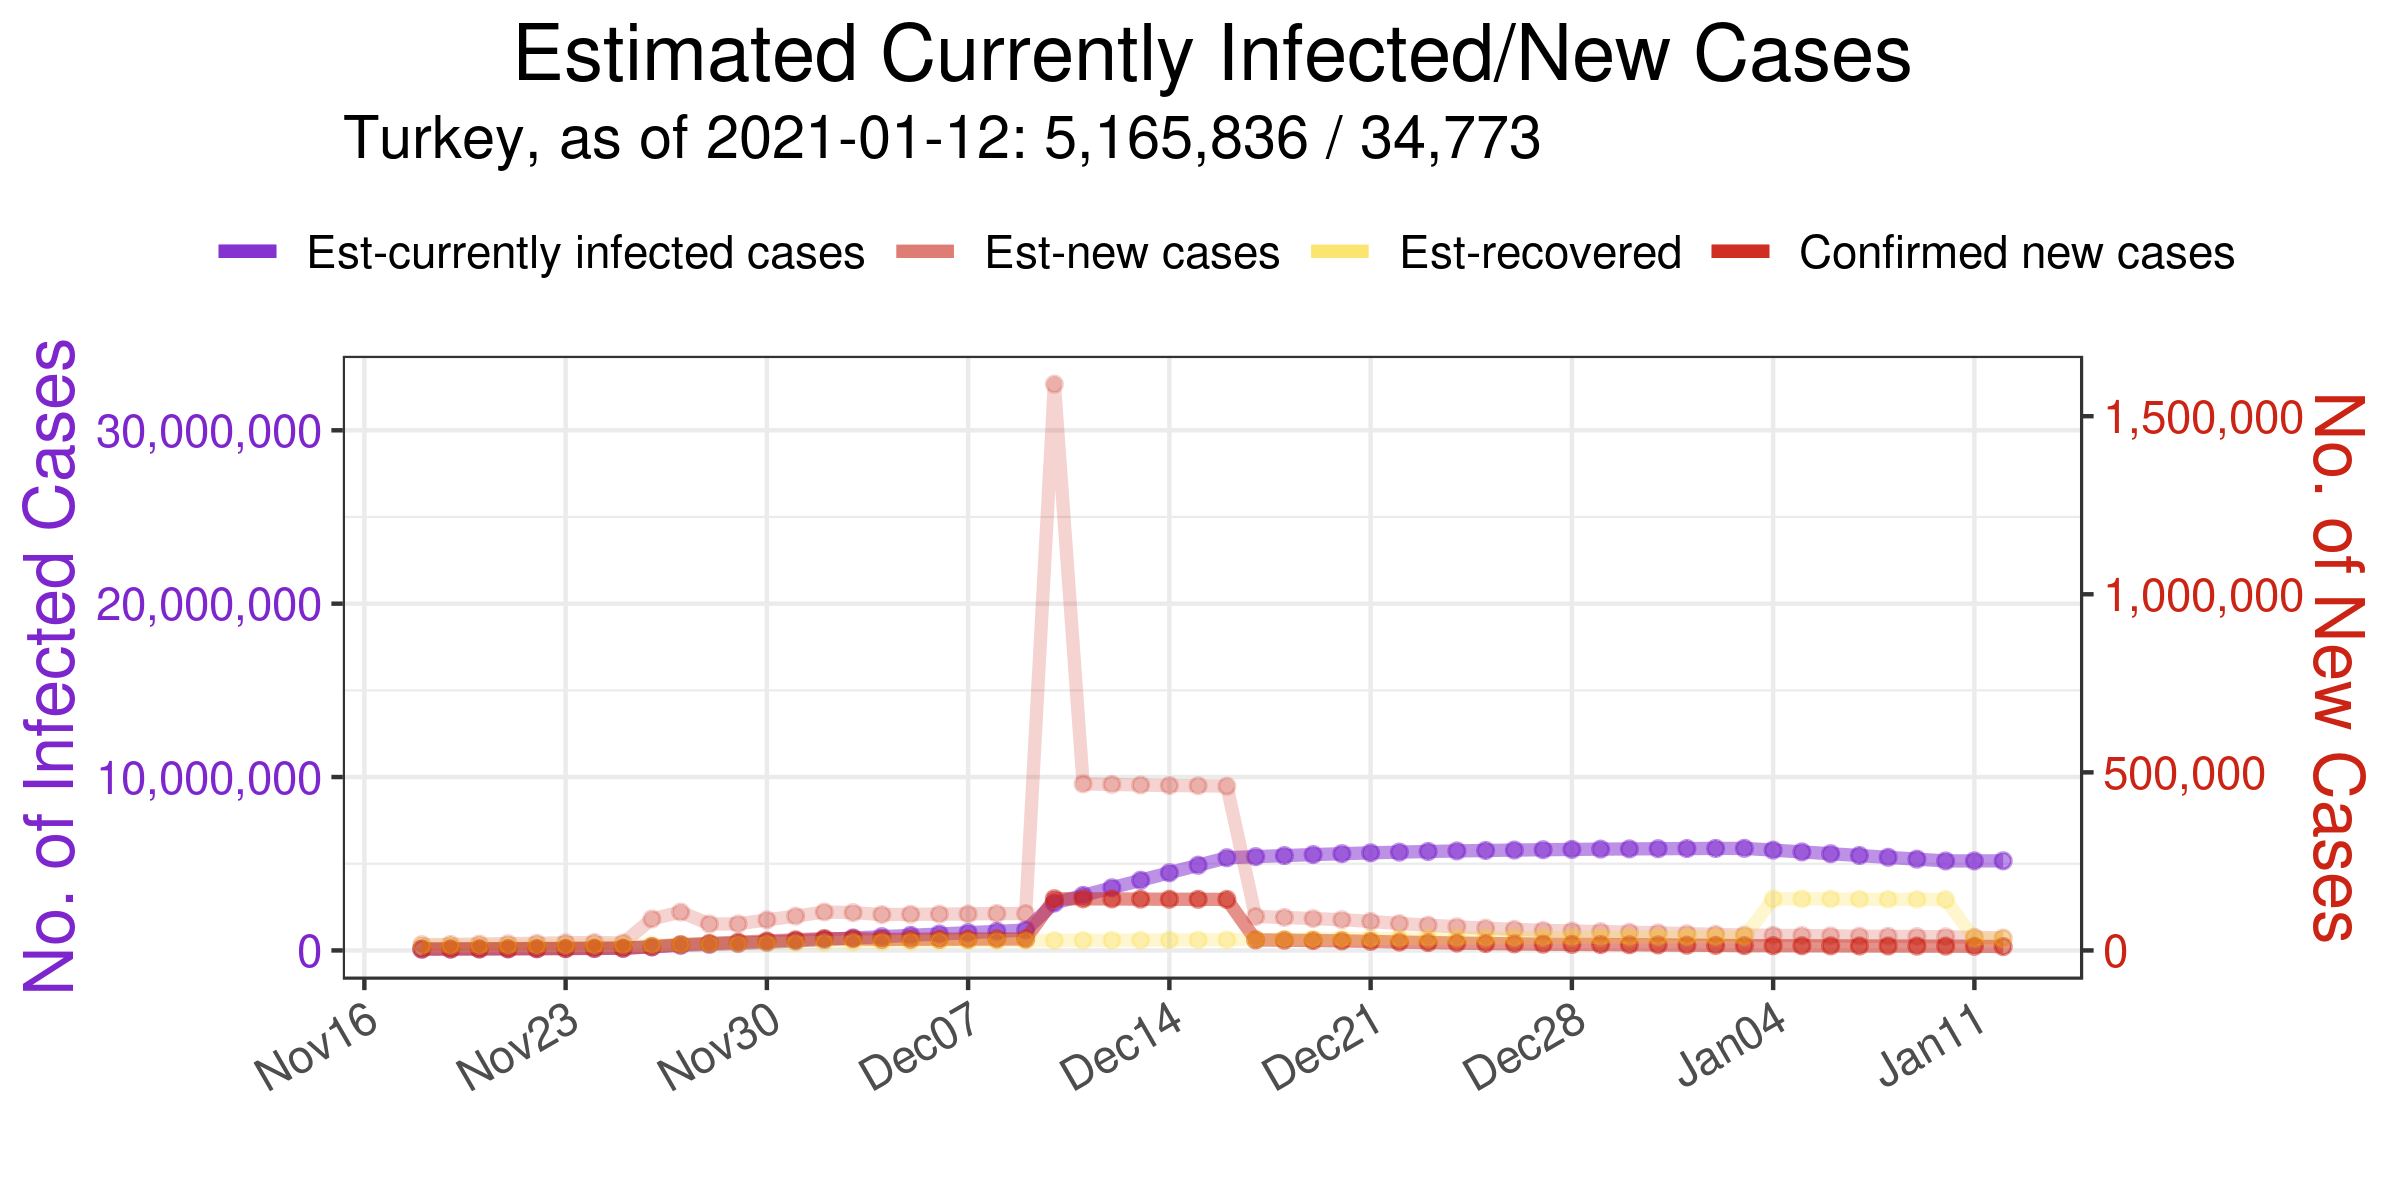 Estimated Currently Infected/New Cases
Turkey, as of 2021-01-12: 5,165,836 / 34,773
Est-currently infected cases Est-new cases Est-recovered Confirmed new cases
No. of Infected Cases
30,000,000
20,000,000
10,000,000
0
1,500,000
1,000,000
500,000
0
No. of New Cases
Nov16 Nov23 Nov30 Dec07 Dec14 Dec21 Dec28 Jan04 Jan11